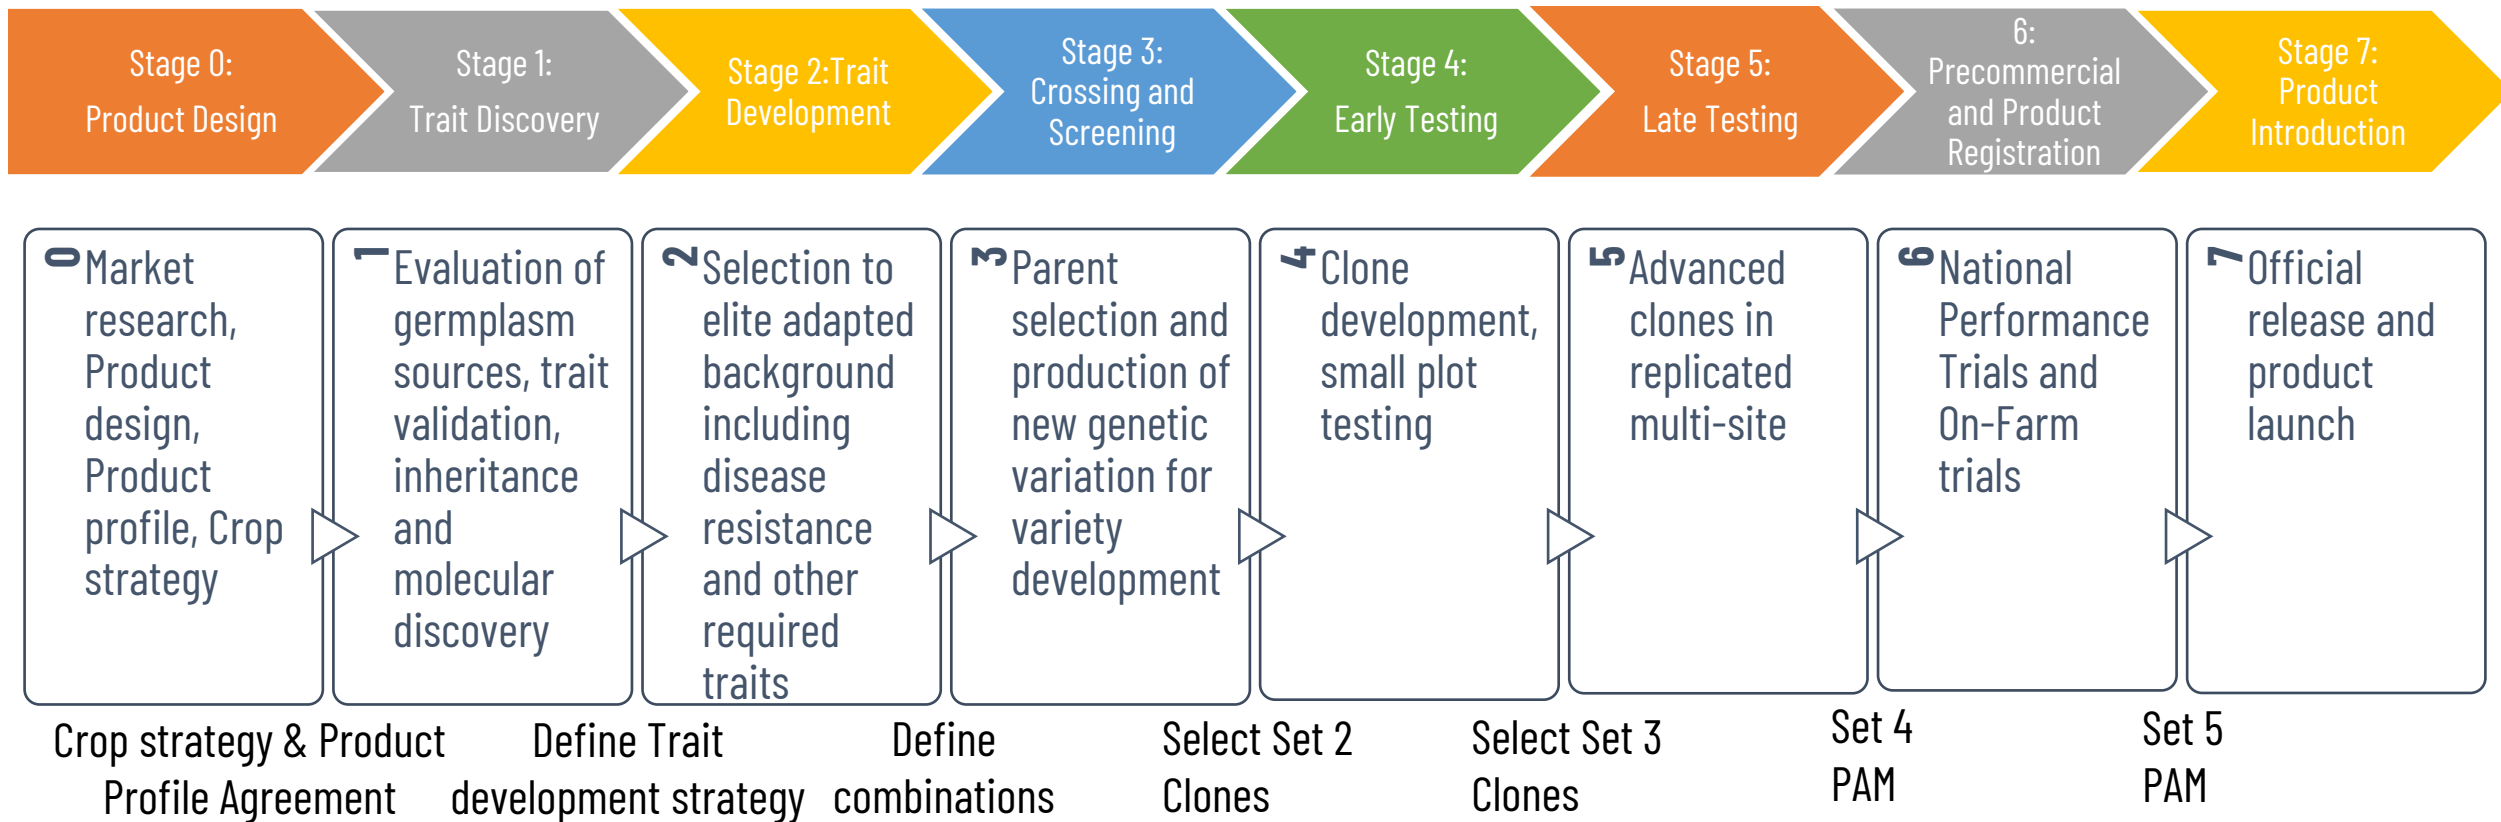 Stage 0:
Product Design
Stage 1:
Trait Discovery
Stage 2:Trait
Development
Stage 3:
Crossing and
Screening
Stage 4:
Early Testing
Stage 5:
Late Testing
6:
Precommercial
and Product
Registration
Stage 7:
Product
Introduction
0
Market
research,
Product
design,
Product
profile, Crop
strategy
1
Evaluation of
germplasm
sources, trait
validation,
inheritance
and
molecular
discovery
2
Selection to
elite adapted
background
including
disease
resistance
and other
required
traits
3
Parent
selection and
production of
new genetic
variation for
variety
development
4
Clone
development,
small plot
testing
5
Advanced
clones in
replicated
multi-site
6
National
Performance
Trials and
On-Farm
trials
7
Official
release and
product
launch
Crop strategy & Product
Profile Agreement
Define Trait
development strategy
Define
combinations
Select Set 2
Clones
Select Set 3
Clones
Set 4
PAM
Set 5
PAM